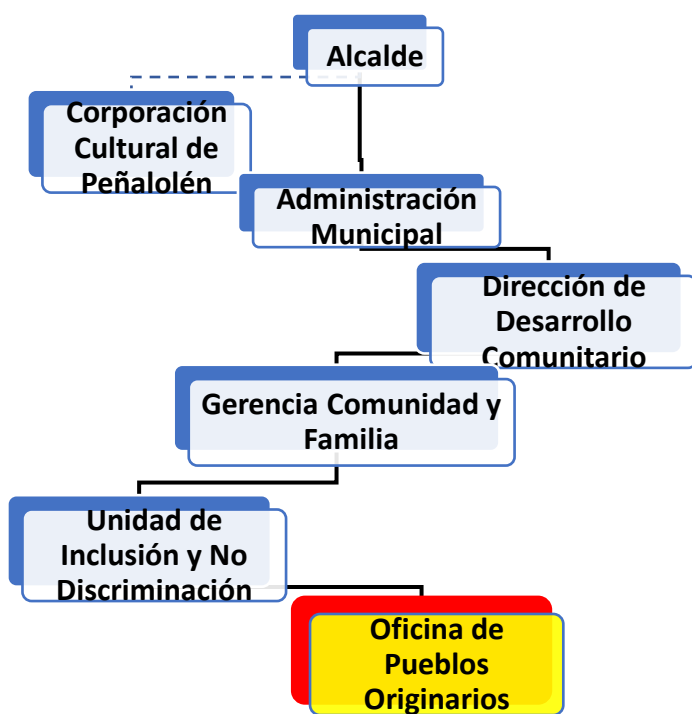 Alcalde
Corporación
Cultural de
Peñalolén
Administración
Municipal
Dirección de
Desarrollo
Comunitario
Gerencia Comunidad y
Familia
Unidad de
Inclusión y No
Discriminación
Oficina de
Pueblos
Originarios